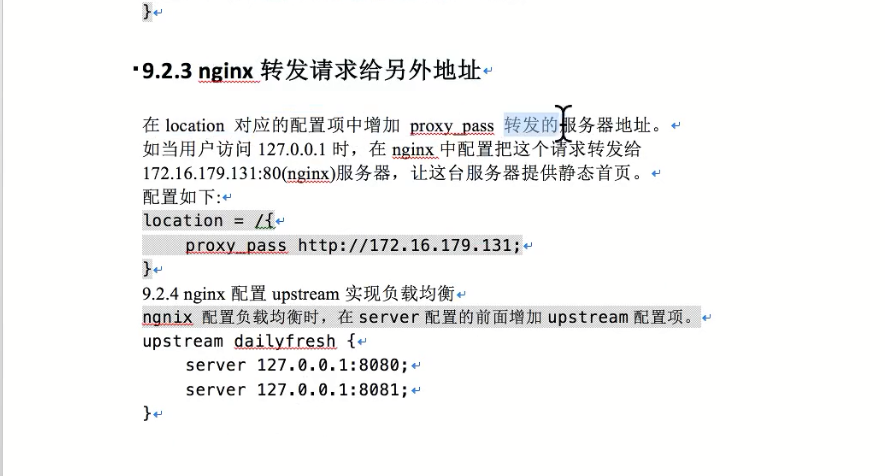 }
9.2.3 nginx 转发请求给另外地址
在 location 对应的配置项中增加 proxy_pass 转发的服务器地址。
如当用户访问 127.0.0.1 时，在 nginx 中配置把这个请求转发给
172.16.179.131:80(nginx)服务器，让这台服务器提供静态首页。
配置如下:
location = /{
proxy_pass http://172.16.179.131;
}
9.2.4 nginx 配置 upstream 实现负载均衡
ngnix 配置负载均衡时，在 server 配置的前面增加 upstream 配置项。
upstream dailyfresh {
server 127.0.0.1:8080;
server 127.0.0.1:8081;
}